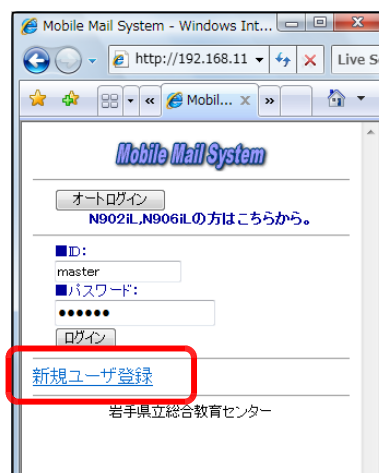 Mobile Mail System - Windows Int...
http://192.168.11
Live S
Mobil...
Mobile Mail System
オートログイン
N902iL,N906iLの方はこちらから。
■ID:
master
■パスワード:
●●●●●●
ログイン
新規ユーザ登録
岩手県立総合教育センター